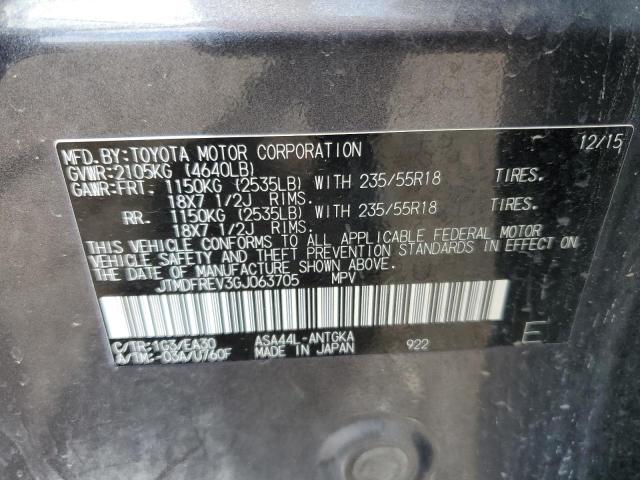 MFD.BY:TOYOTA MOTOR CORPORATION 12/15
GVWR:2105KG (4640LB)
GAWR:FRT. 1150KG (2535LB) WITH 235/55R18 TIRES.
18X7 1/2J RIMS.
RR. 1150KG (2535LB) WITH 235/55R18 TIRES.
18X7 1/2J RIMS.
THIS VEHICLE CONFORMS TO ALL APPLICABLE FEDERAL MOTOR
VEHICLE SAFETY AND THEFT PREVENTION STANDARDS IN EFFECT ON
THE DATE OF MANUFACTURE SHOWN ABOVE.
JTMDFREV3GJ063705 MPV
C/TR:1G3/EA30 ASA44L-ANTGKA
A/TM:-03A/U760F MADE IN JAPAN 922 E